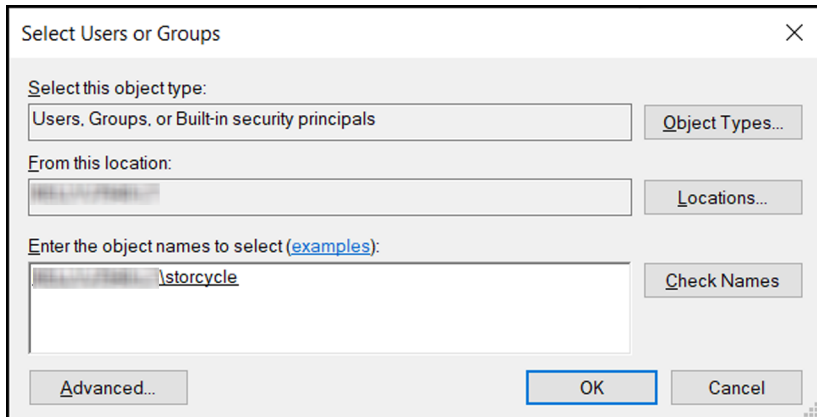 Select Users or Groups
Select this object type:
Users, Groups, or Built-in security principals
Object Types...
From this location:
Locations...
Enter the object names to select (examples):
\storcycle
Check Names
Advanced...
OK
Cancel